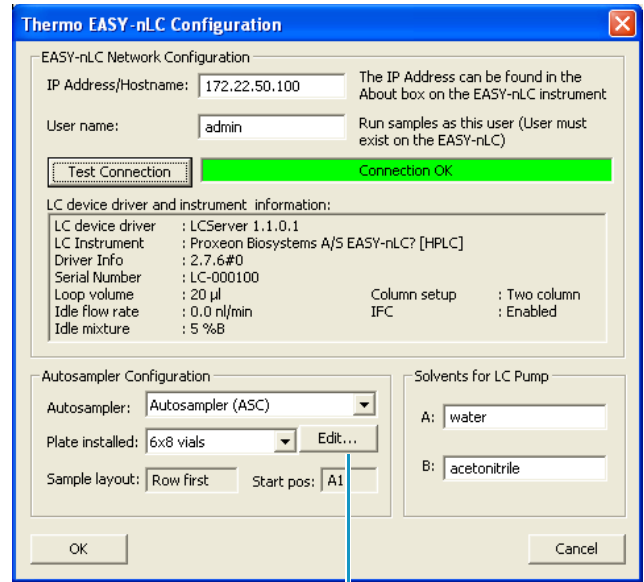 Thermo EASY-nLC Configuration
EASY-nLC Network Configuration
IP Address/Hostname: 172.22.50.100
The IP Address can be found in the
About box on the EASY-nLC instrument
User name: admin
Run samples as this user (User must
exist on the EASY-nLC)
Test Connection
Connection OK
LC device driver and instrument information:
LC device driver : LCServer 1.1.0.1
LC Instrument : Proxeon Biosystems A/S EASY-nLC? [HPLC]
Driver Info : 2.7.6#0
Serial Number : LC-000100
Loop volume : 20 µl Column setup : Two column
Idle flow rate : 0.0 nl/min IFC : Enabled
Idle mixture : 5 %B
Autosampler Configuration
Autosampler: Autosampler (ASC)
Plate installed: 6x8 vials Edit...
Sample layout: Row first Start pos: A1
Solvents for LC Pump
A: water
B: acetonitrile
OK
Cancel